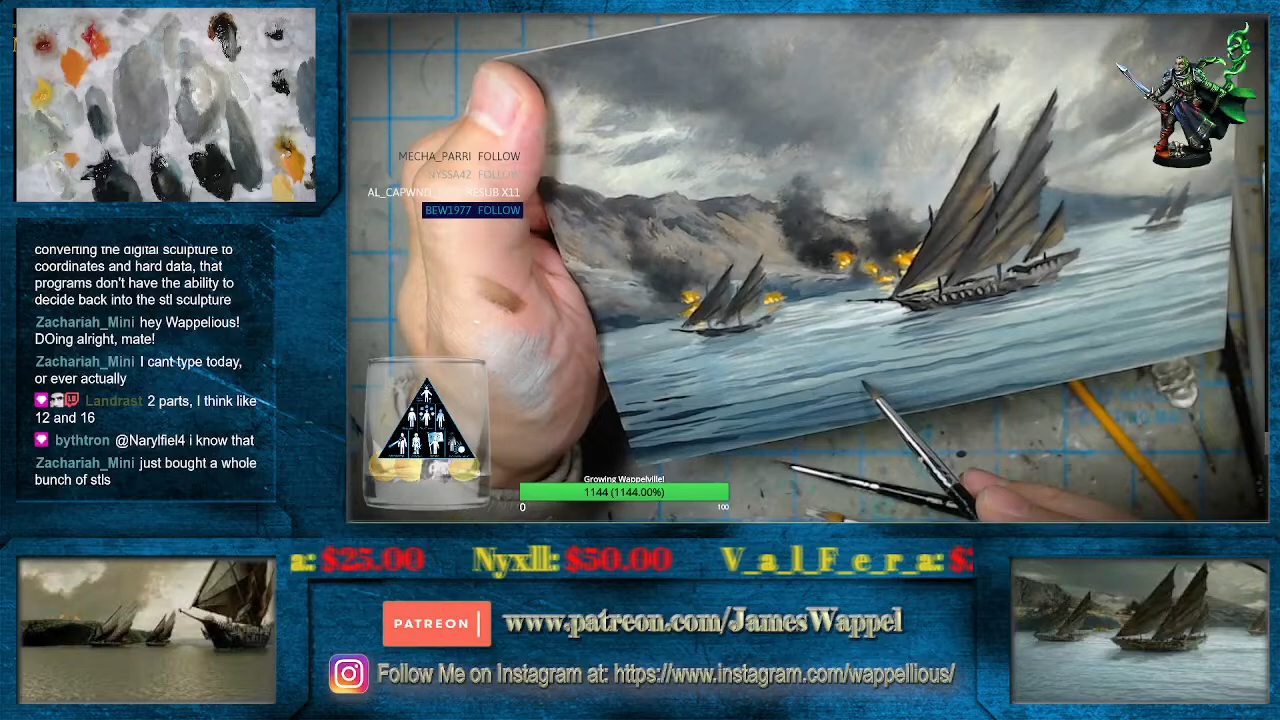 MECHA_PARRI FOLLOW
NYSSA42 FOLLOW
RESUB X11
BEW1977 FOLLOW
converting the digital sculpture to
coordinates and hard data, that
programs don't have the ability to
decide back into the stl sculpture
Zachariah_Mini hey Wappelious!
DOing alright, mate!
Zachariah_Mini I cant type today,
or ever actually
Landrast 2 parts, I think like
12 and 16
bythtron @Narylfiel4 i know that
Zachariah_Mini just bought a whole
bunch of stls
Growing Wappelville!
1144 (1144.00%)
0 100
a: $25.00 Nyxll: $50.00 V_a_l_F_e_r_a:
PATREON www.patreon.com/JamesWappel
Follow Me on Instagram at: https://www.instagram.com/wappellious/